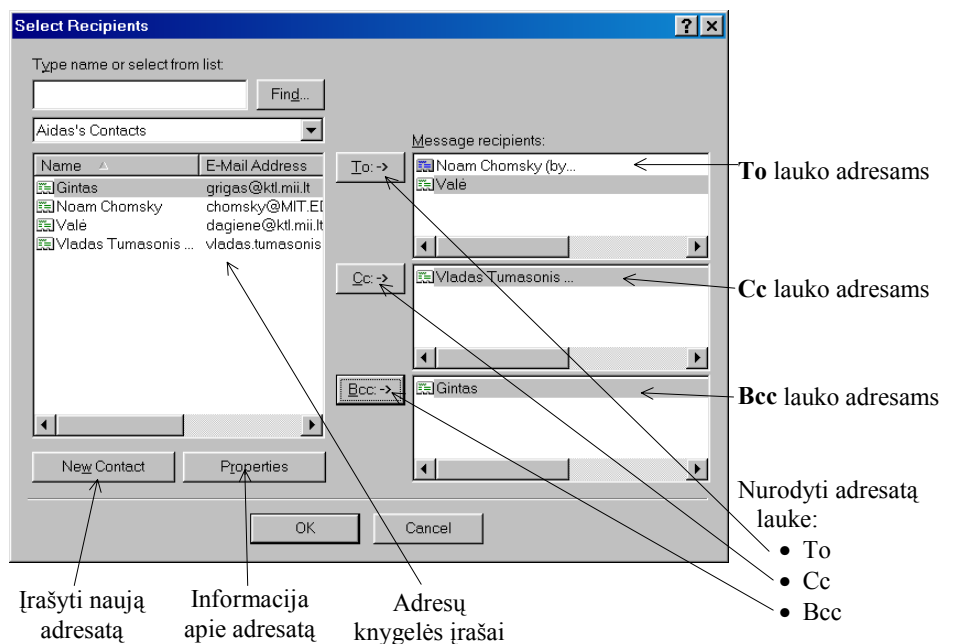 Select Recipients
Type name or select from list:
Find...
Aidas's Contacts
Message recipients:
Name E-Mail Address
Gintas grigas@ktl.mii.lt
Noam Chomsky chomsky@MIT.E
Valė dagiene@ktl.mii.lt
Vladas Tumasonis ... vladas.tumasonis
To: ->
Noam Chomsky (by...
Valė
To lauko adresams
Cc: ->
Vladas Tumasonis ...
Cc lauko adresams
Bcc: ->
Gintas
Bcc lauko adresams
New Contact Properties
OK Cancel
Nurodyti adresatą
lauke:
• To
• Cc
• Bcc
Įrašyti naują
adresatą
Informacija
apie adresatą
Adresų
knygelės įrašai